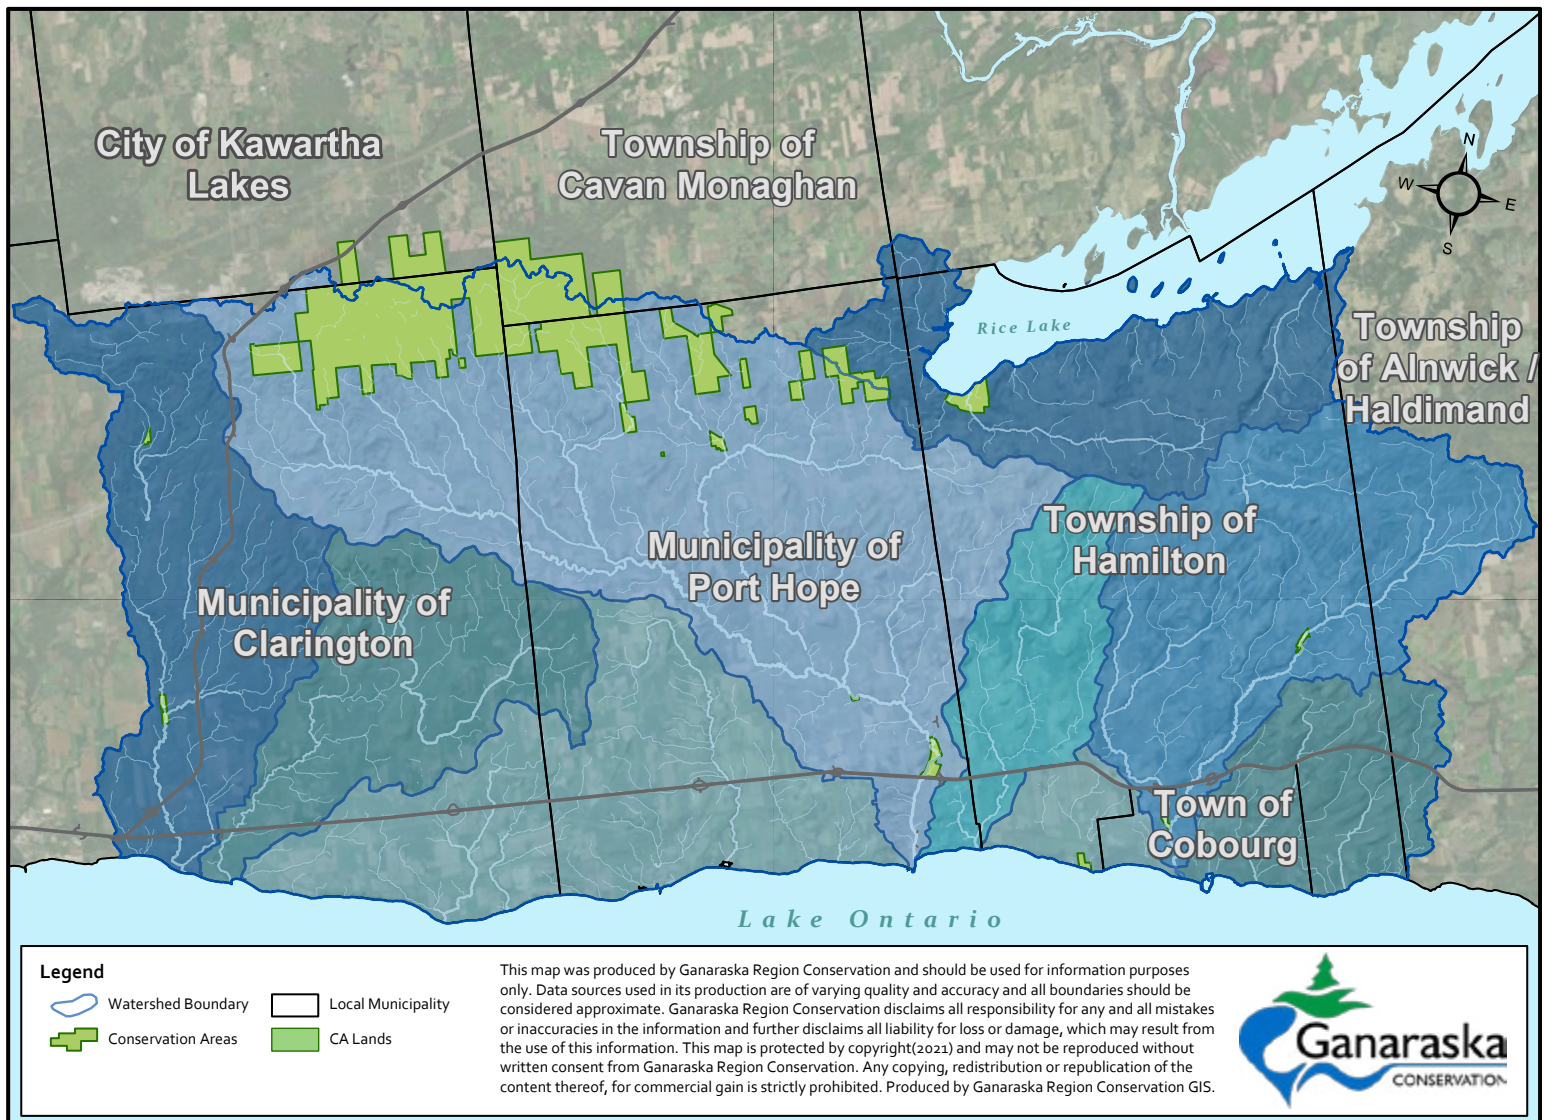 City of Kawartha
Lakes
Township of
Cavan Monaghan
N
W
E
S
Rice Lake
Township
of Alnwick /
Haldimand
Municipality of
Port Hope
Township of
Hamilton
Municipality of
Clarington
Town of
Cobourg
Lake Ontario
Legend
Watershed Boundary
Local Municipality
Conservation Areas
CA Lands
This map was produced by Ganaraska Region Conservation and should be used for information purposes
only. Data sources used in its production are of varying quality and accuracy and all boundaries should be
considered approximate. Ganaraska Region Conservation disclaims all responsibility for any and all mistakes
or inaccuracies in the information and further disclaims all liability for loss or damage, which may result from
the use of this information. This map is protected by copyright(2021) and may not be reproduced without
written consent from Ganaraska Region Conservation. Any copying, redistribution or republication of the
content thereof, for commercial gain is strictly prohibited. Produced by Ganaraska Region Conservation GIS.
Ganaraska
CONSERVATION